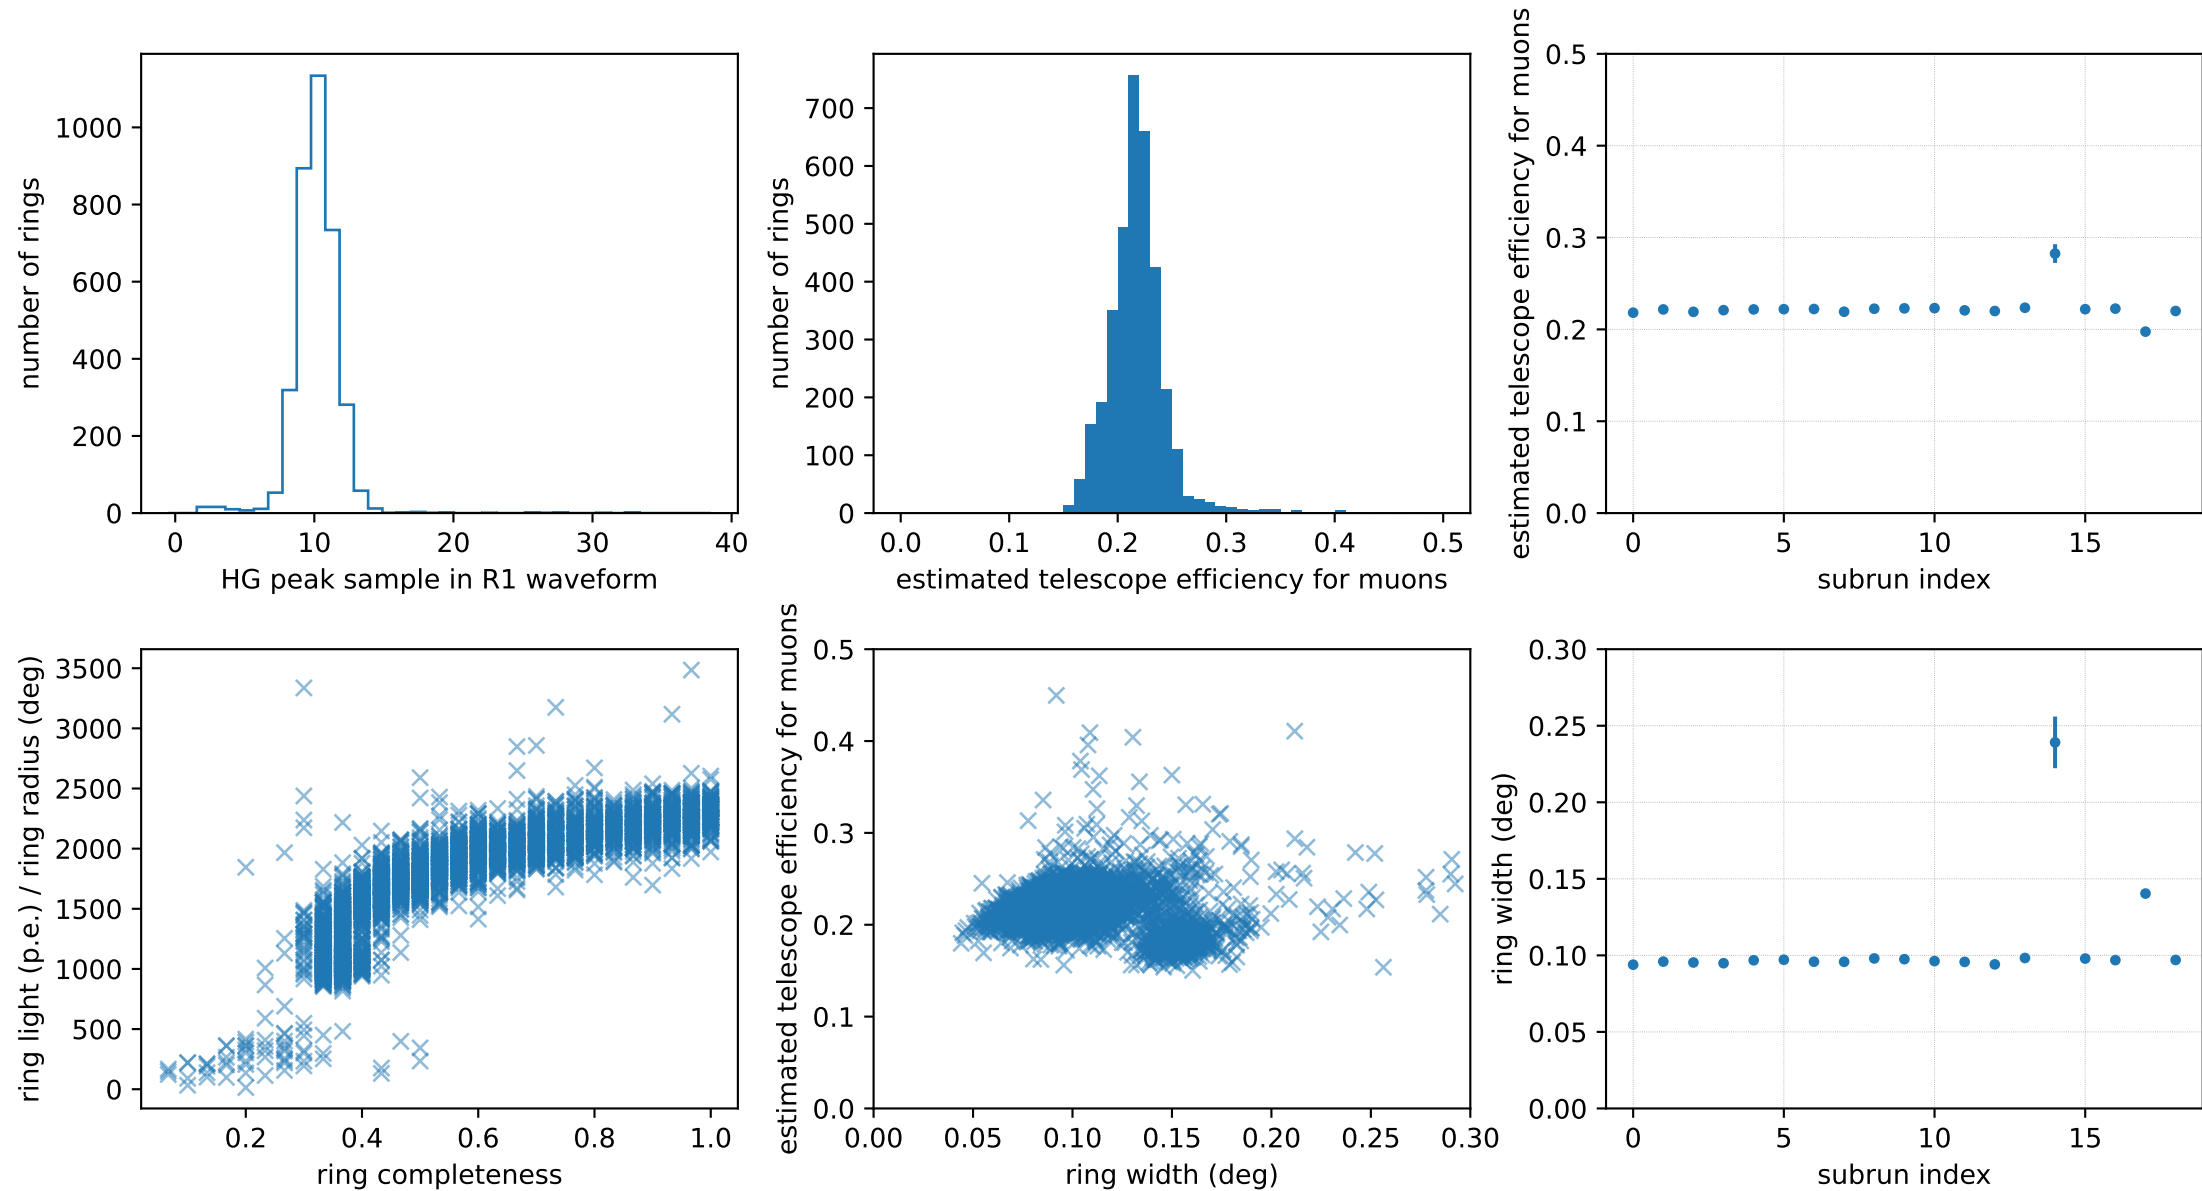 number of rings
1000
800
600
400
200
0
0 10 20 30 40
HG peak sample in R1 waveform
number of rings
700
600
500
400
300
200
100
0
0.0 0.1 0.2 0.3 0.4 0.5
estimated telescope efficiency for muons
estimated telescope efficiency for muons
0.5
0.4
0.3
0.2
0.1
0.0
0 5 10 15
subrun index
ring light (p.e.) / ring radius (deg)
3500
3000
2500
2000
1500
1000
500
0
0.2 0.4 0.6 0.8 1.0
ring completeness
estimated telescope efficiency for muons
0.5
0.4
0.3
0.2
0.1
0.0
0.00 0.05 0.10 0.15 0.20 0.25 0.30
ring width (deg)
ring width (deg)
0.30
0.25
0.20
0.15
0.10
0.05
0.00
0 5 10 15
subrun index